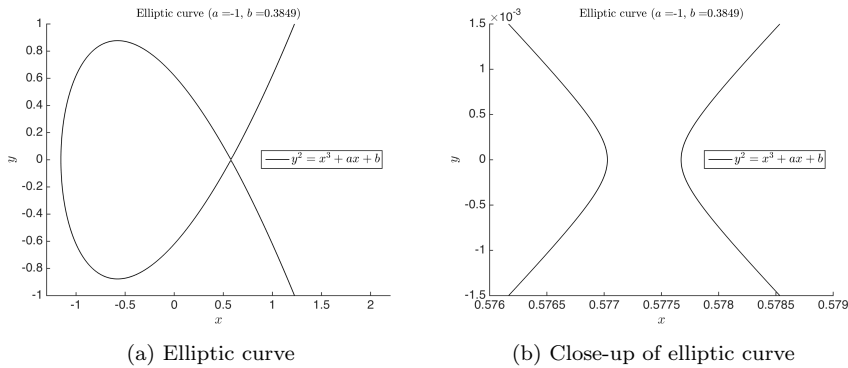 Elliptic curve (a =-1, b =0.3849)
1
0.8
0.6
0.4
0.2
0
-0.2
-0.4
-0.6
-0.8
-1
y
y² = x³ + ax + b
-1 -0.5 0 0.5 1 1.5 2
x
(a) Elliptic curve
Elliptic curve (a =-1, b =0.3849)
×10⁻³
1.5
1
0.5
0
-0.5
-1
-1.5
y
y² = x³ + ax + b
0.576 0.5765 0.577 0.5775 0.578 0.5785 0.579
x
(b) Close-up of elliptic curve